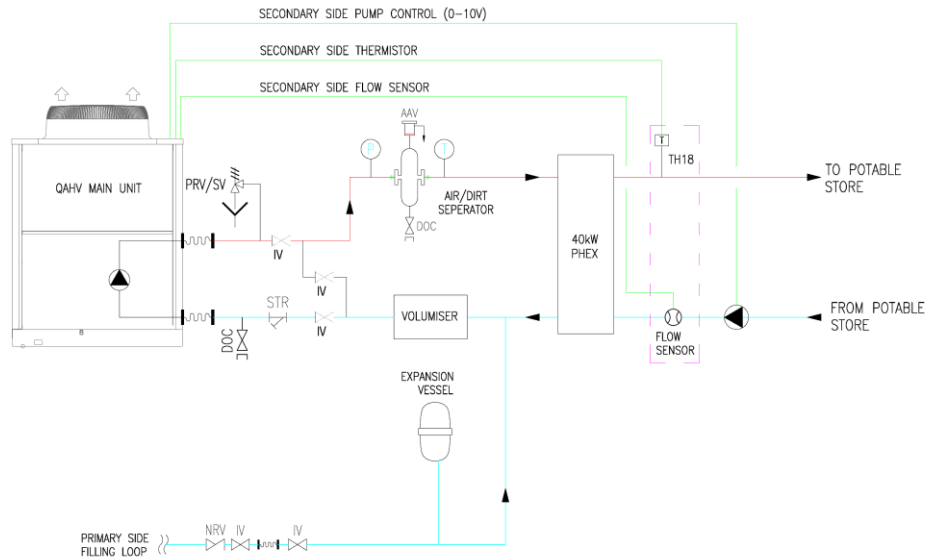 SECONDARY SIDE PUMP CONTROL (0-10V)
SECONDARY SIDE THERMISTOR
SECONDARY SIDE FLOW SENSOR
AAV
P
T
T
TH18
QAHV MAIN UNIT
PRV/SV
AIR/DIRT
SEPERATOR
DOC
TO POTABLE
STORE
40kW
PHEX
IV
IV
STR
IV
DOC
VOLUMISER
FROM POTABLE
STORE
FLOW
SENSOR
EXPANSION
VESSEL
NRV
IV
IV
PRIMARY SIDE
FILLING LOOP